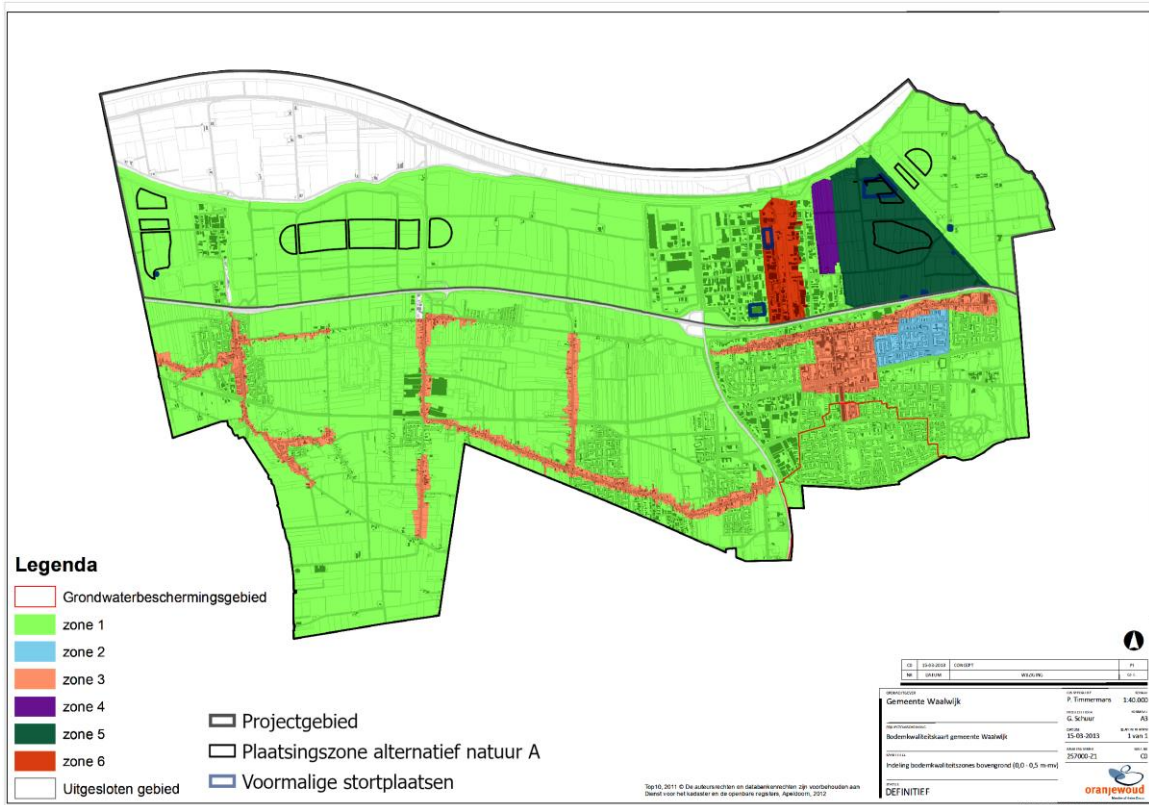 Legenda
Grondwaterbeschermingsgebied
zone 1
zone 2
zone 3
zone 4
zone 5
zone 6
Uitgesloten gebied
Projectgebied
Plaatsingszone alternatief natuur A
Voormalige stortplaatsen
Top10, 2011 © De auteursrechten en databankenrechten zijn voorbehouden aan
Dienst voor het kadaster en de openbare registers, Apeldoorn, 2012
C0 15-03-2013 CONCEPT
NR DATUM WIJZIGING
Gemeente Waalwijk
P. Timmermans 1:40.000
G. Schuur A3
Bodemkwaliteitskaart gemeente Waalwijk
15-03-2013 1 van 1
Indeling bodemkwaliteitszones bovengrond (0,0 - 0,5 m-mv)
257000-Z1 C0
DEFINITIEF
oranjewoud